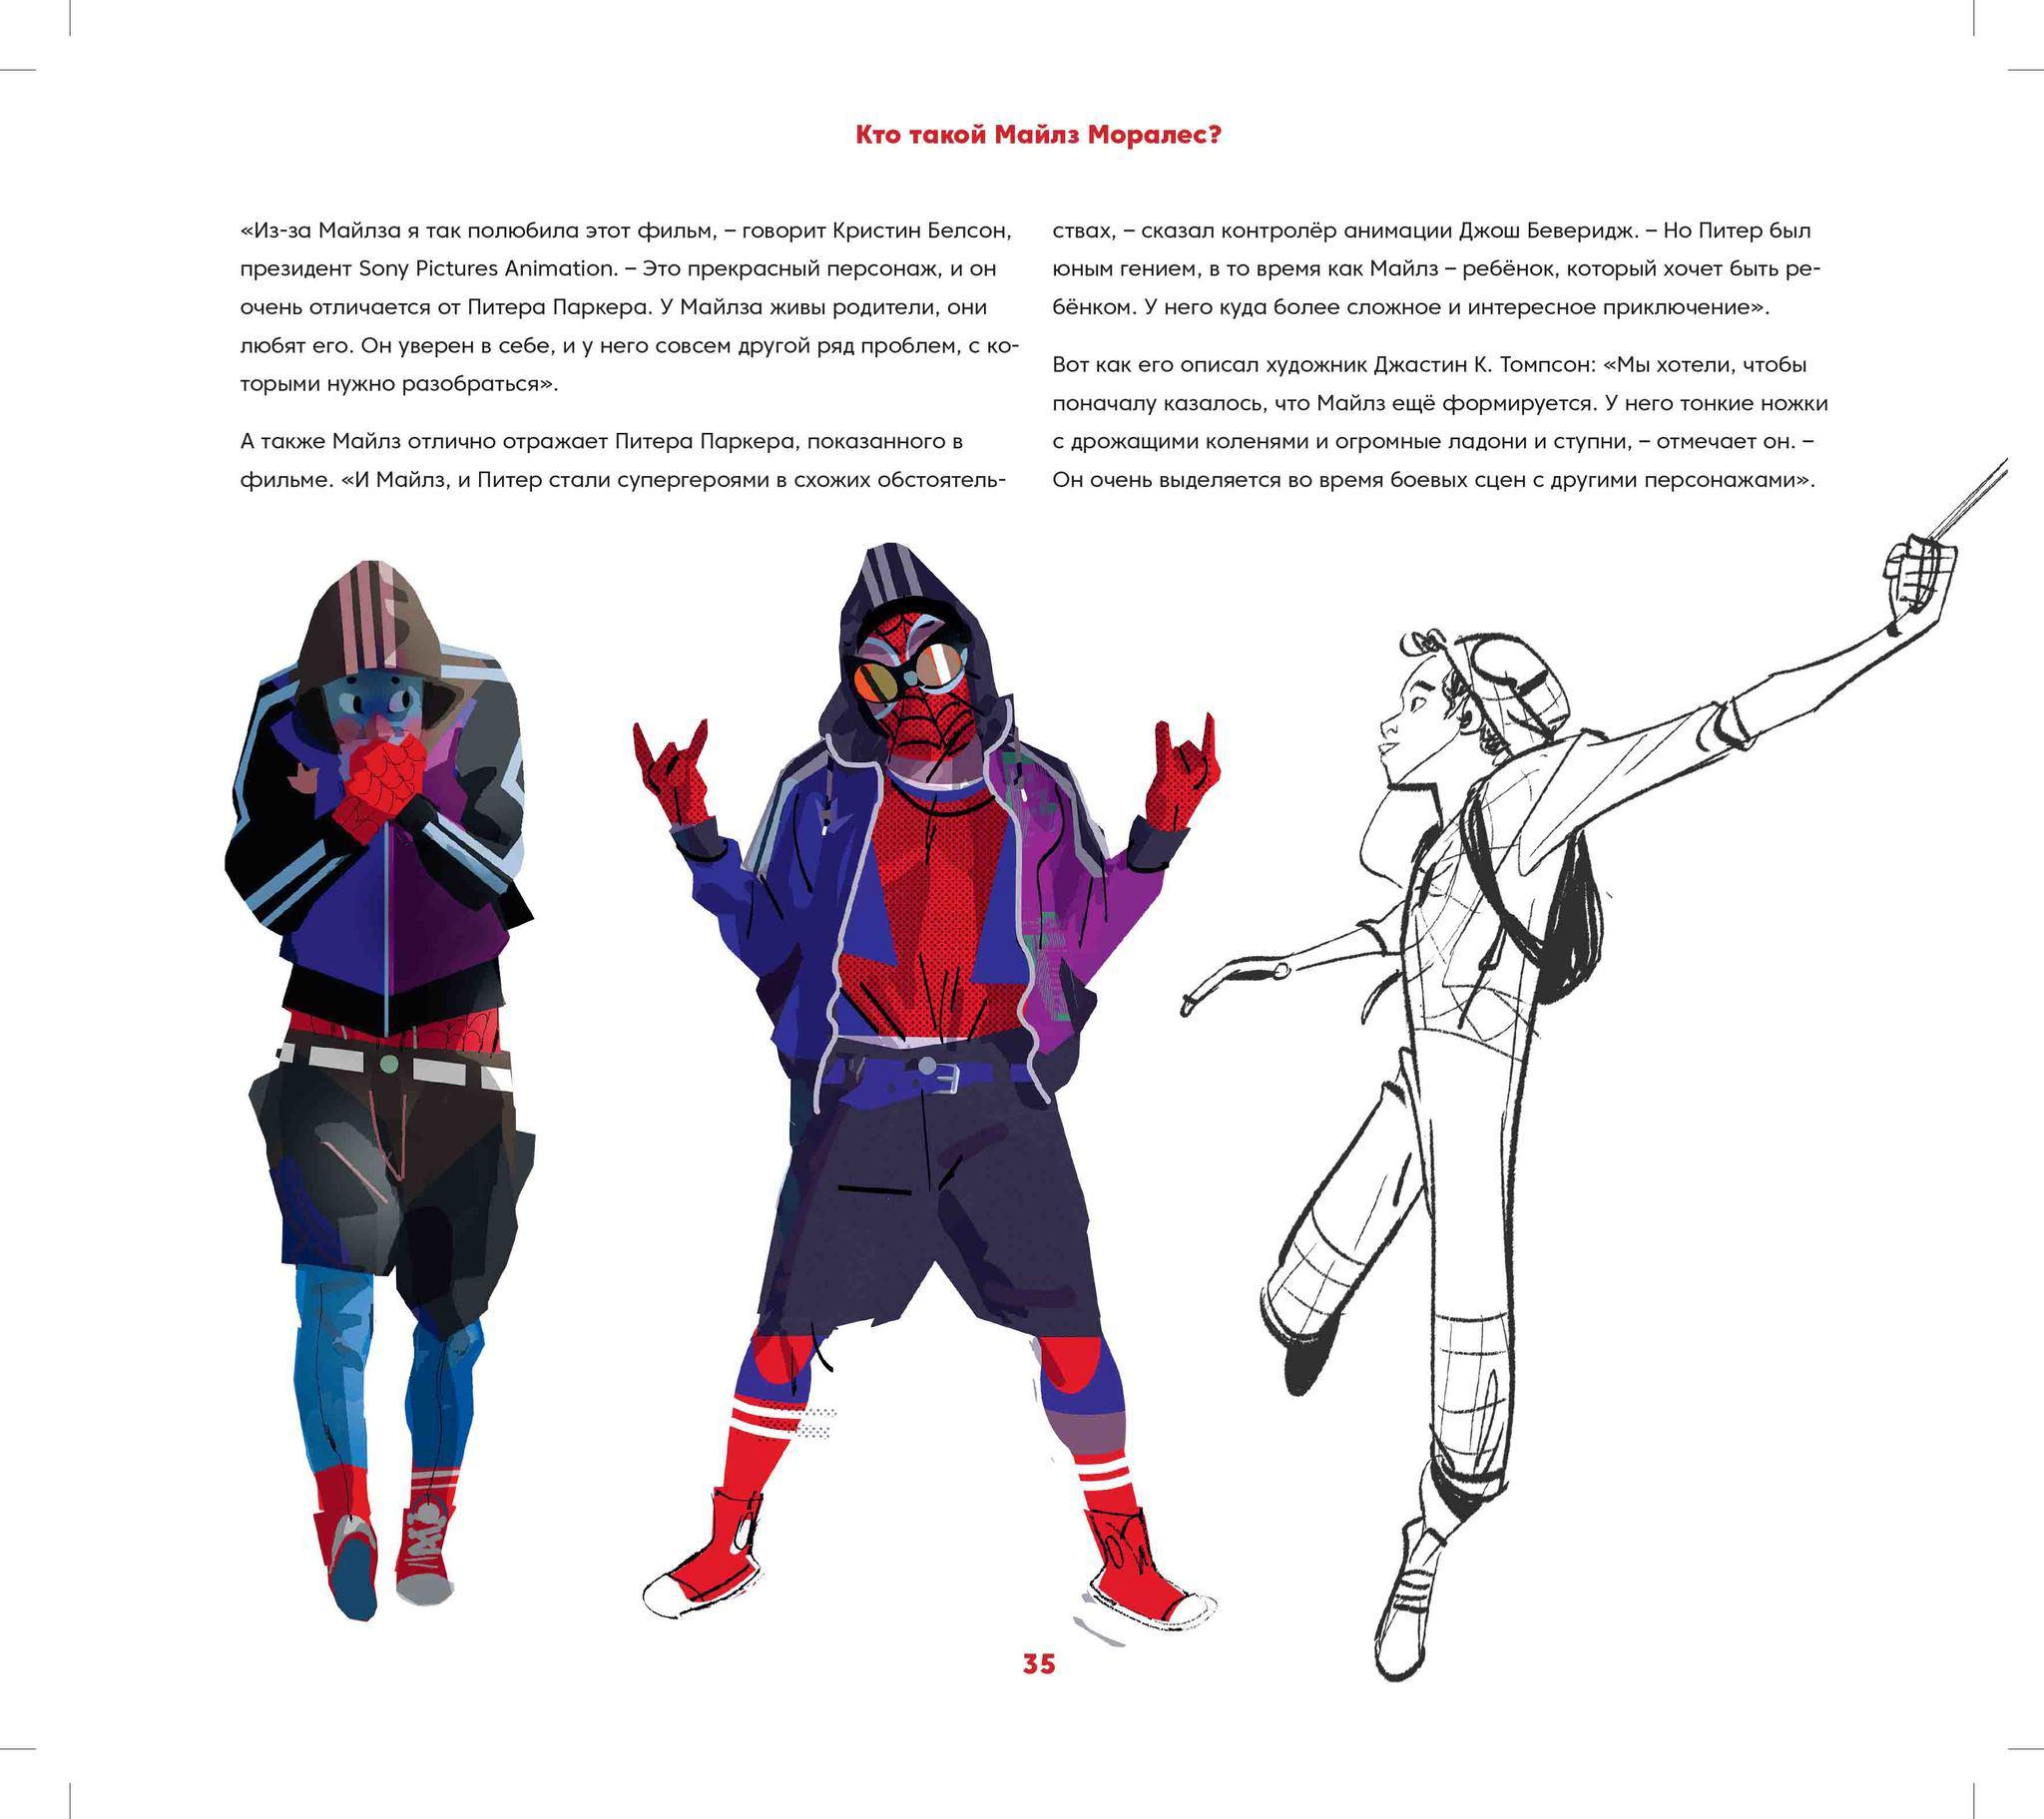 Кто такой Майлз Моралес?
«Из-за Майлза я так полюбила этот фильм, – говорит Кристин Белсон,
президент Sony Pictures Animation. – Это прекрасный персонаж, и он
очень отличается от Питера Паркера. У Майлза живы родители, они
любят его. Он уверен в себе, и у него совсем другой ряд проблем, с ко-
торыми нужно разобраться».
А также Майлз отлично отражает Питера Паркера, показанного в
фильме. «И Майлз, и Питер стали супергероями в схожих обстоятель-
ствах, – сказал контролёр анимации Джош Беверидж. – Но Питер был
юным гением, в то время как Майлз – ребёнок, который хочет быть ре-
бёнком. У него куда более сложное и интересное приключение».
Вот как его описал художник Джастин К. Томпсон: «Мы хотели, чтобы
поначалу казалось, что Майлз ещё формируется. У него тонкие ножки
с дрожащими коленями и огромные ладони и ступни, – отмечает он. –
Он очень выделяется во время боевых сцен с другими персонажами».
35